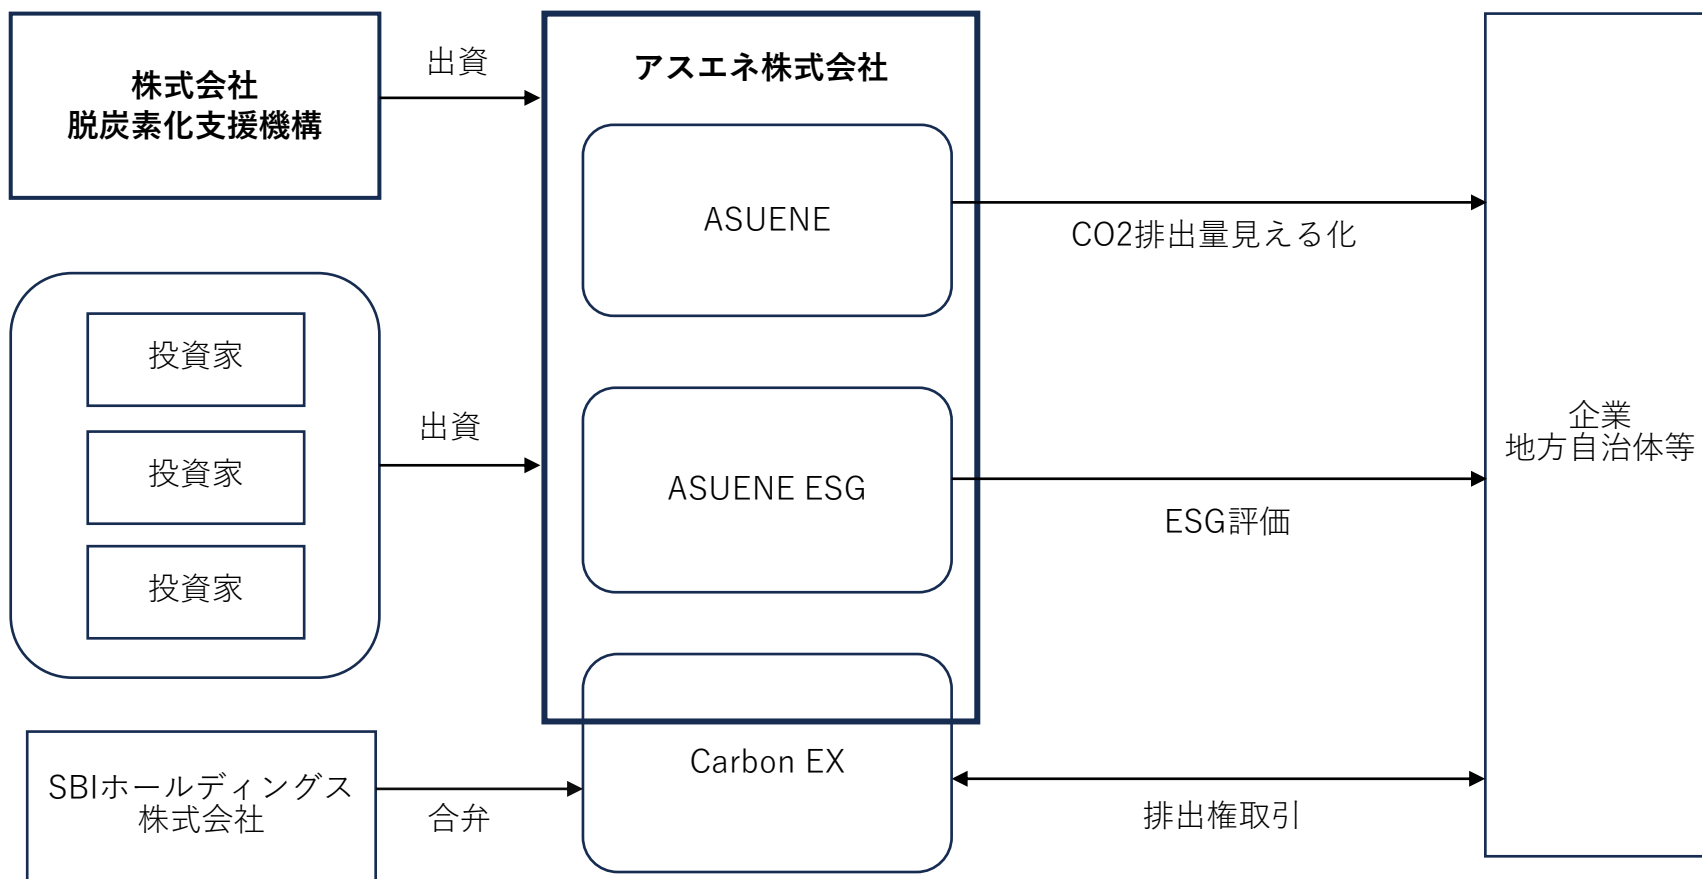 株式会社
脱炭素化支援機構
出資
アスエネ株式会社
ASUENE
CO2排出量見える化
投資家
投資家
投資家
出資
ASUENE ESG
ESG評価
企業
地方自治体等
SBIホールディングス
株式会社
合弁
Carbon EX
排出権取引